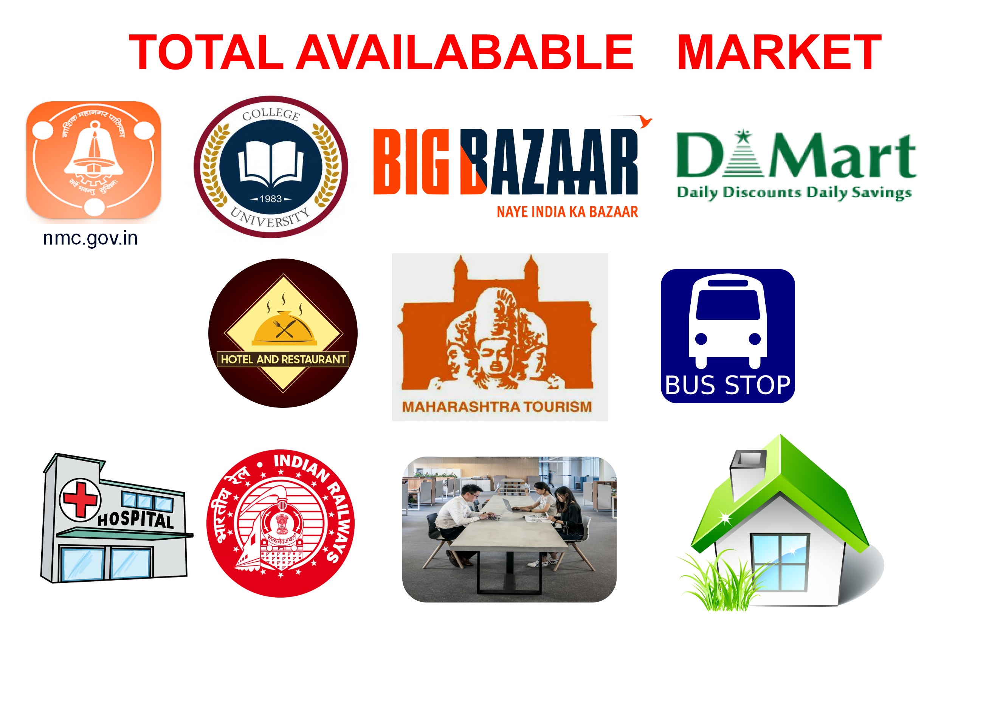 TOTAL AVAILABABLE MARKET
नाशिक महानगर पालिका
सर्वे भवन्तु सुखिनः
nmc.gov.in
COLLEGE
1983
UNIVERSITY
BIG BAZAAR
NAYE INDIA KA BAZAAR
D Mart
Daily Discounts Daily Savings
HOTEL AND RESTAURANT
MAHARASHTRA TOURISM
BUS STOP
HOSPITAL
भारतीय रेल • INDIAN RAILWAYS
सत्यमेव जयते